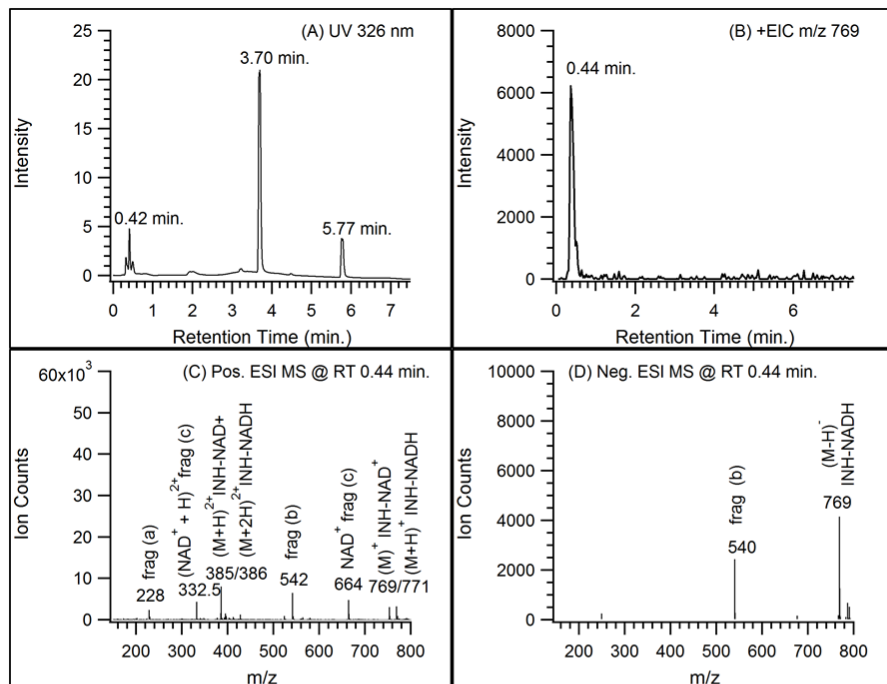 (A) UV 326 nm
25
20
15
10
5
0
Intensity
3.70 min.
0.42 min.
5.77 min.
0 1 2 3 4 5 6 7
Retention Time (min.)
(B) +EIC m/z 769
8000
6000
4000
2000
0
Intensity
0.44 min.
0 2 4 6
Retention Time (min.)
(C) Pos. ESI MS @ RT 0.44 min.
60x10³
50
40
30
20
10
0
Ion Counts
frag (a)
228
(NAD⁺ + H)²⁺ frag (c)
332.5
(M+H)²⁺ INH-NAD+
(M+2H)²⁺ INH-NADH
385/386
frag (b)
542
NAD⁺ frag (c)
664
(M)⁺ INH-NAD⁺
(M+H)⁺ INH-NADH
769/771
200 300 400 500 600 700 800
m/z
(D) Neg. ESI MS @ RT 0.44 min.
10000
8000
6000
4000
2000
0
Ion Counts
frag (b)
540
(M-H)⁻
INH-NADH
769
200 300 400 500 600 700 800
m/z